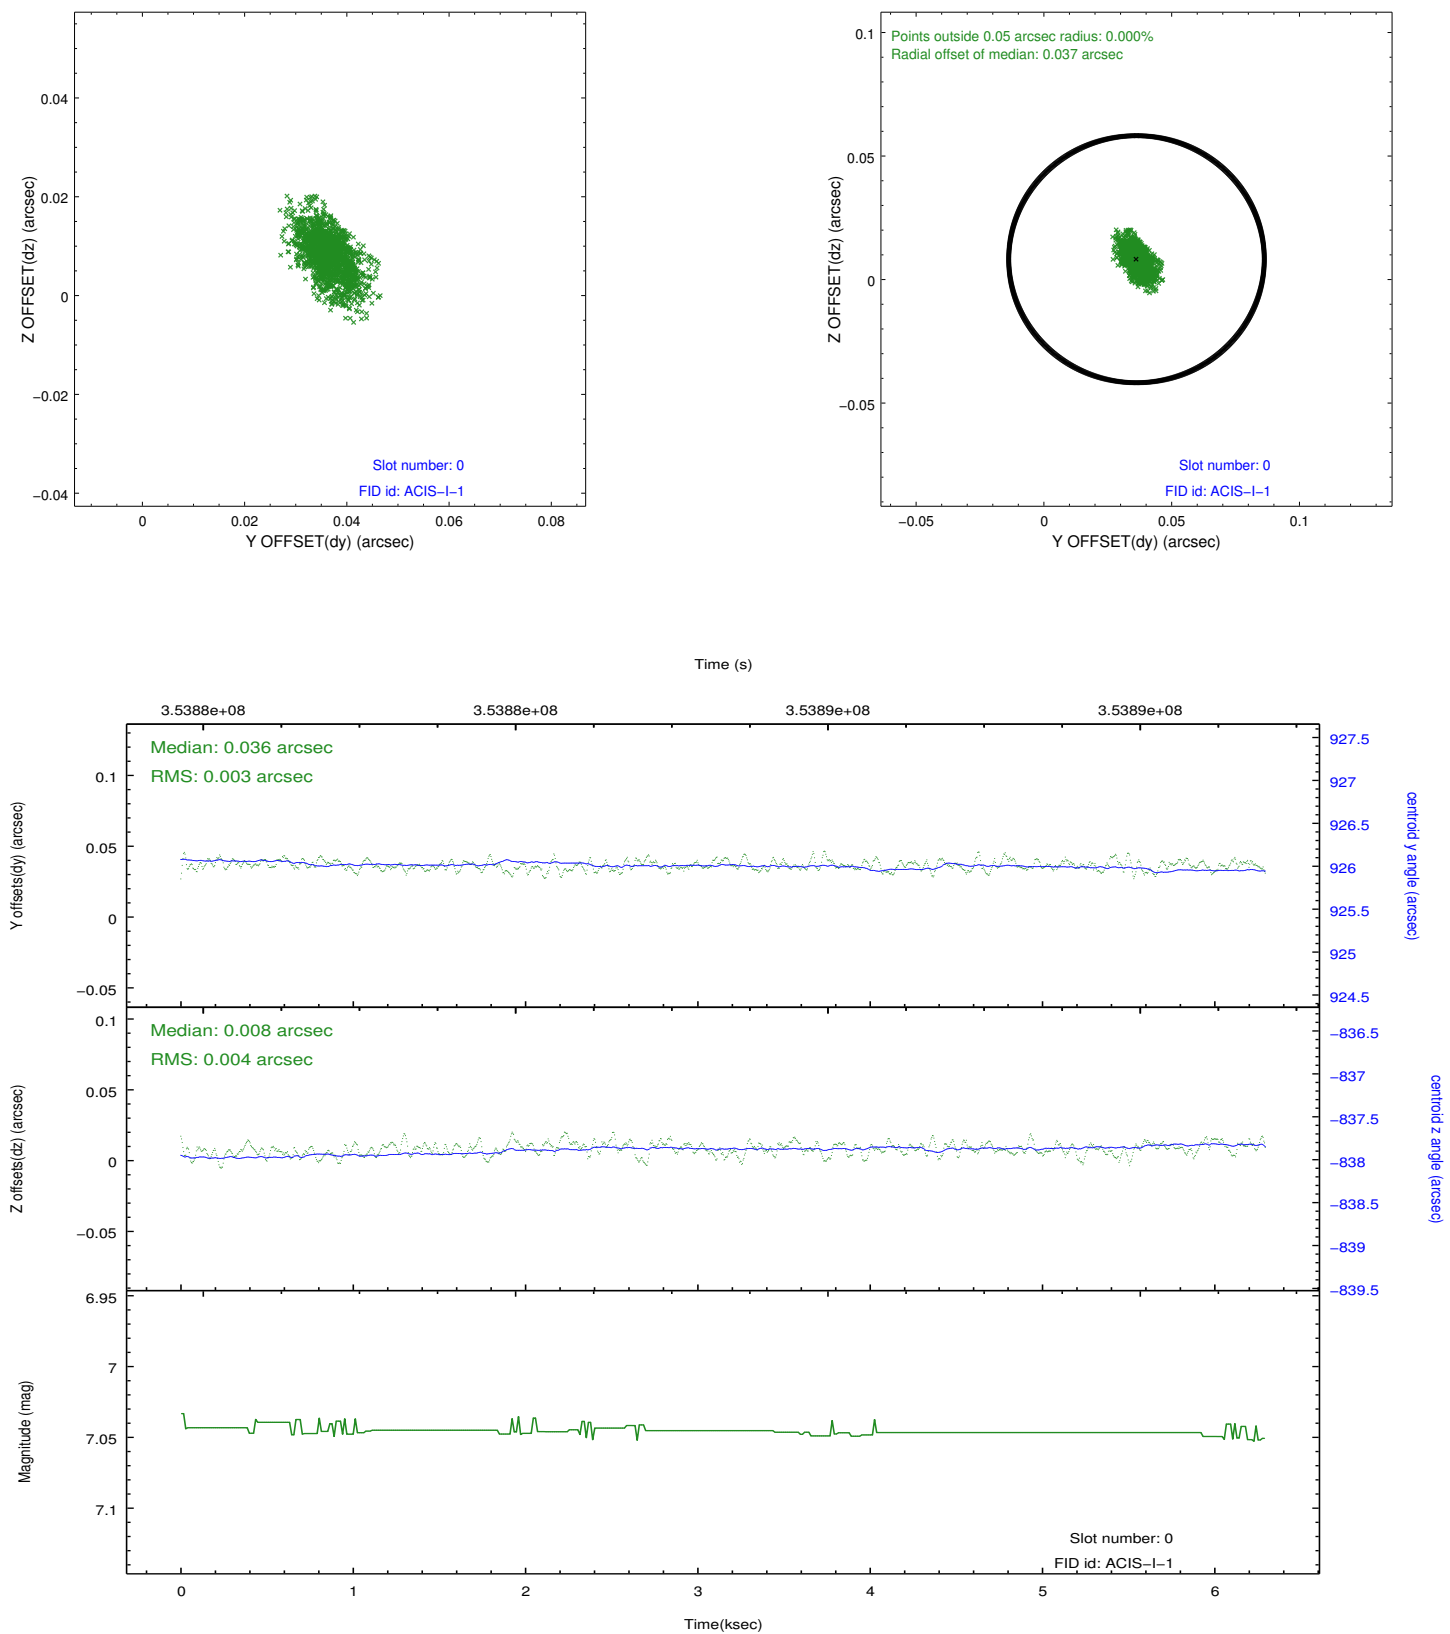 0.04
0.02
0
−0.02
−0.04
Z OFFSET(dz) (arcsec)
Slot number: 0
FID id: ACIS−I−1
0
0.02
0.04
0.06
0.08
Y OFFSET(dy) (arcsec)
Points outside 0.05 arcsec radius: 0.000%
Radial offset of median: 0.037 arcsec
0.1
0.05
0
−0.05
Z OFFSET(dz) (arcsec)
Slot number: 0
FID id: ACIS−I−1
−0.05
0
0.05
0.1
Y OFFSET(dy) (arcsec)
Time (s)
3.5388e+08
3.5388e+08
3.5389e+08
3.5389e+08
Median: 0.036 arcsec
RMS: 0.003 arcsec
0.1
0.05
0
−0.05
Y offsets(dy) (arcsec)
927.5
927
926.5
926
925.5
925
924.5
centroid y angle (arcsec)
Median: 0.008 arcsec
RMS: 0.004 arcsec
0.1
0.05
0
−0.05
Z offsets(dz) (arcsec)
−836.5
−837
−837.5
−838
−838.5
−839
−839.5
centroid z angle (arcsec)
6.95
7
7.05
7.1
Magnitude (mag)
Slot number: 0
FID id: ACIS−I−1
0
1
2
3
4
5
6
Time(ksec)